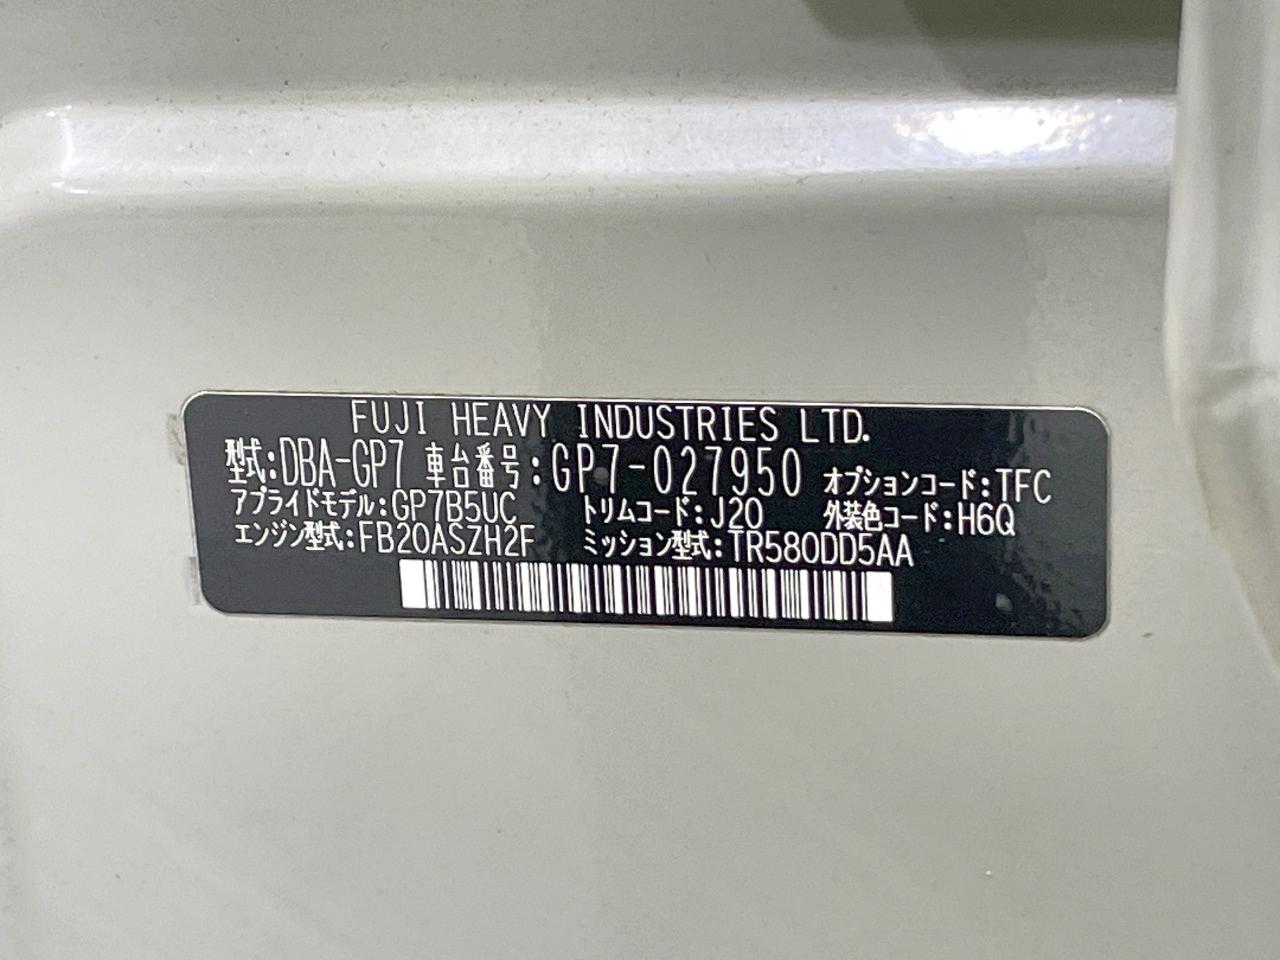 FUJI HEAVY INDUSTRIES LTD.
型式:DBA-GP7 車台番号:GP7-027950 オプションコード:TFC
アプライドモデル:GP7B5UC トリムコード:J20 外装色コード:H6Q
エンジン型式:FB20ASZH2F ミッション型式:TR580DD5AA